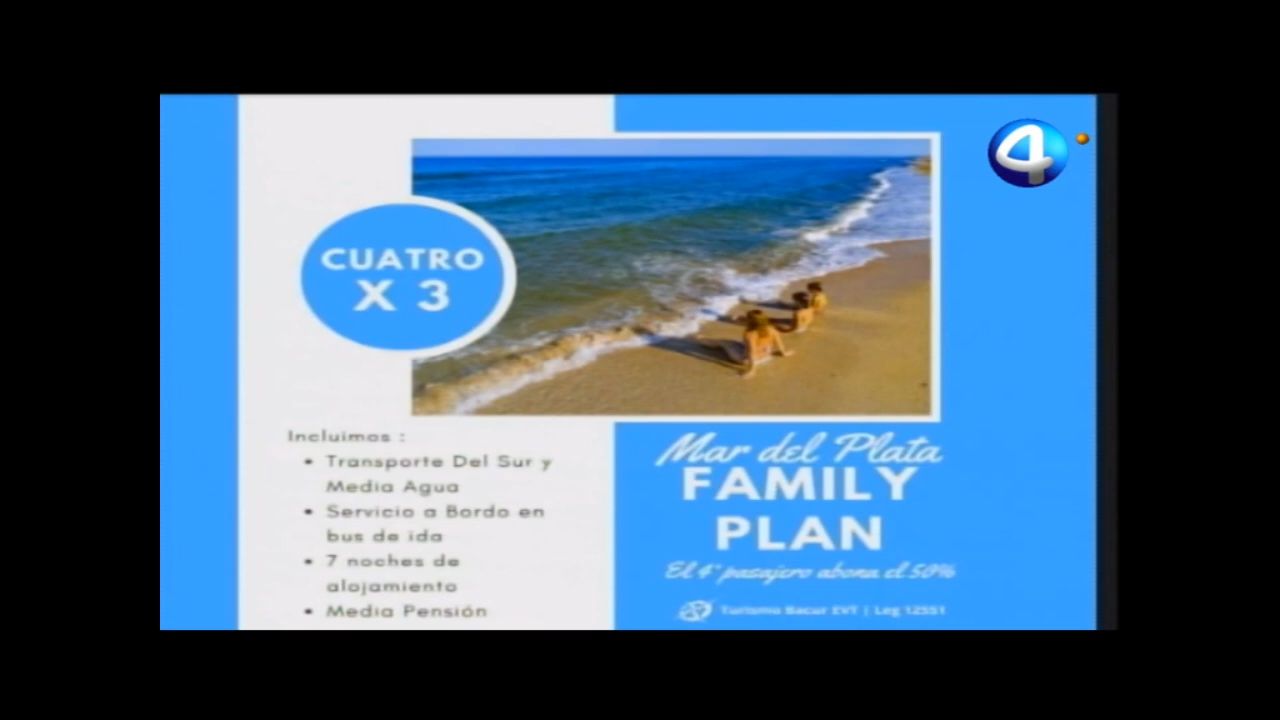 4
CUATRO
X 3
Incluimos :
• Transporte Del Sur y
Media Agua
• Servicio a Bordo en
bus de ida
• 7 noches de
alojamiento
• Media Pensión
Mar del Plata
FAMILY
PLAN
El 4° pasajero abona el 50%
Turismo Bacur EVT | Leg 12551